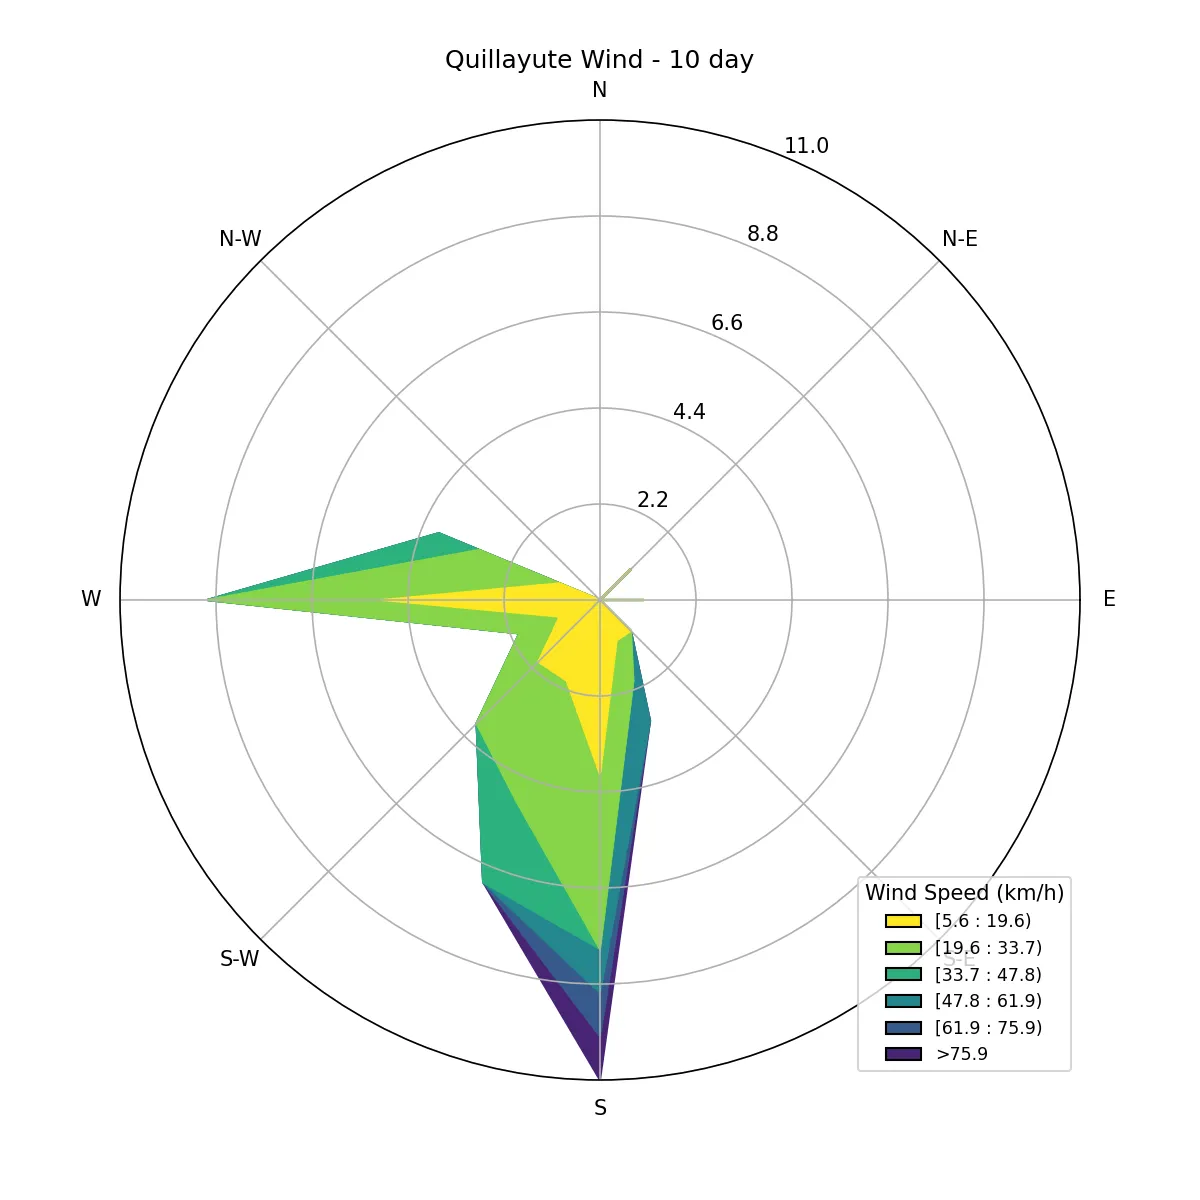 Quillayute Wind - 10 day
N
11.0
N-W
N-E
8.8
6.6
4.4
2.2
W
E
S-W
S-E
Wind Speed (km/h)
[5.6 : 19.6)
[19.6 : 33.7)
[33.7 : 47.8)
[47.8 : 61.9)
[61.9 : 75.9)
>75.9
S